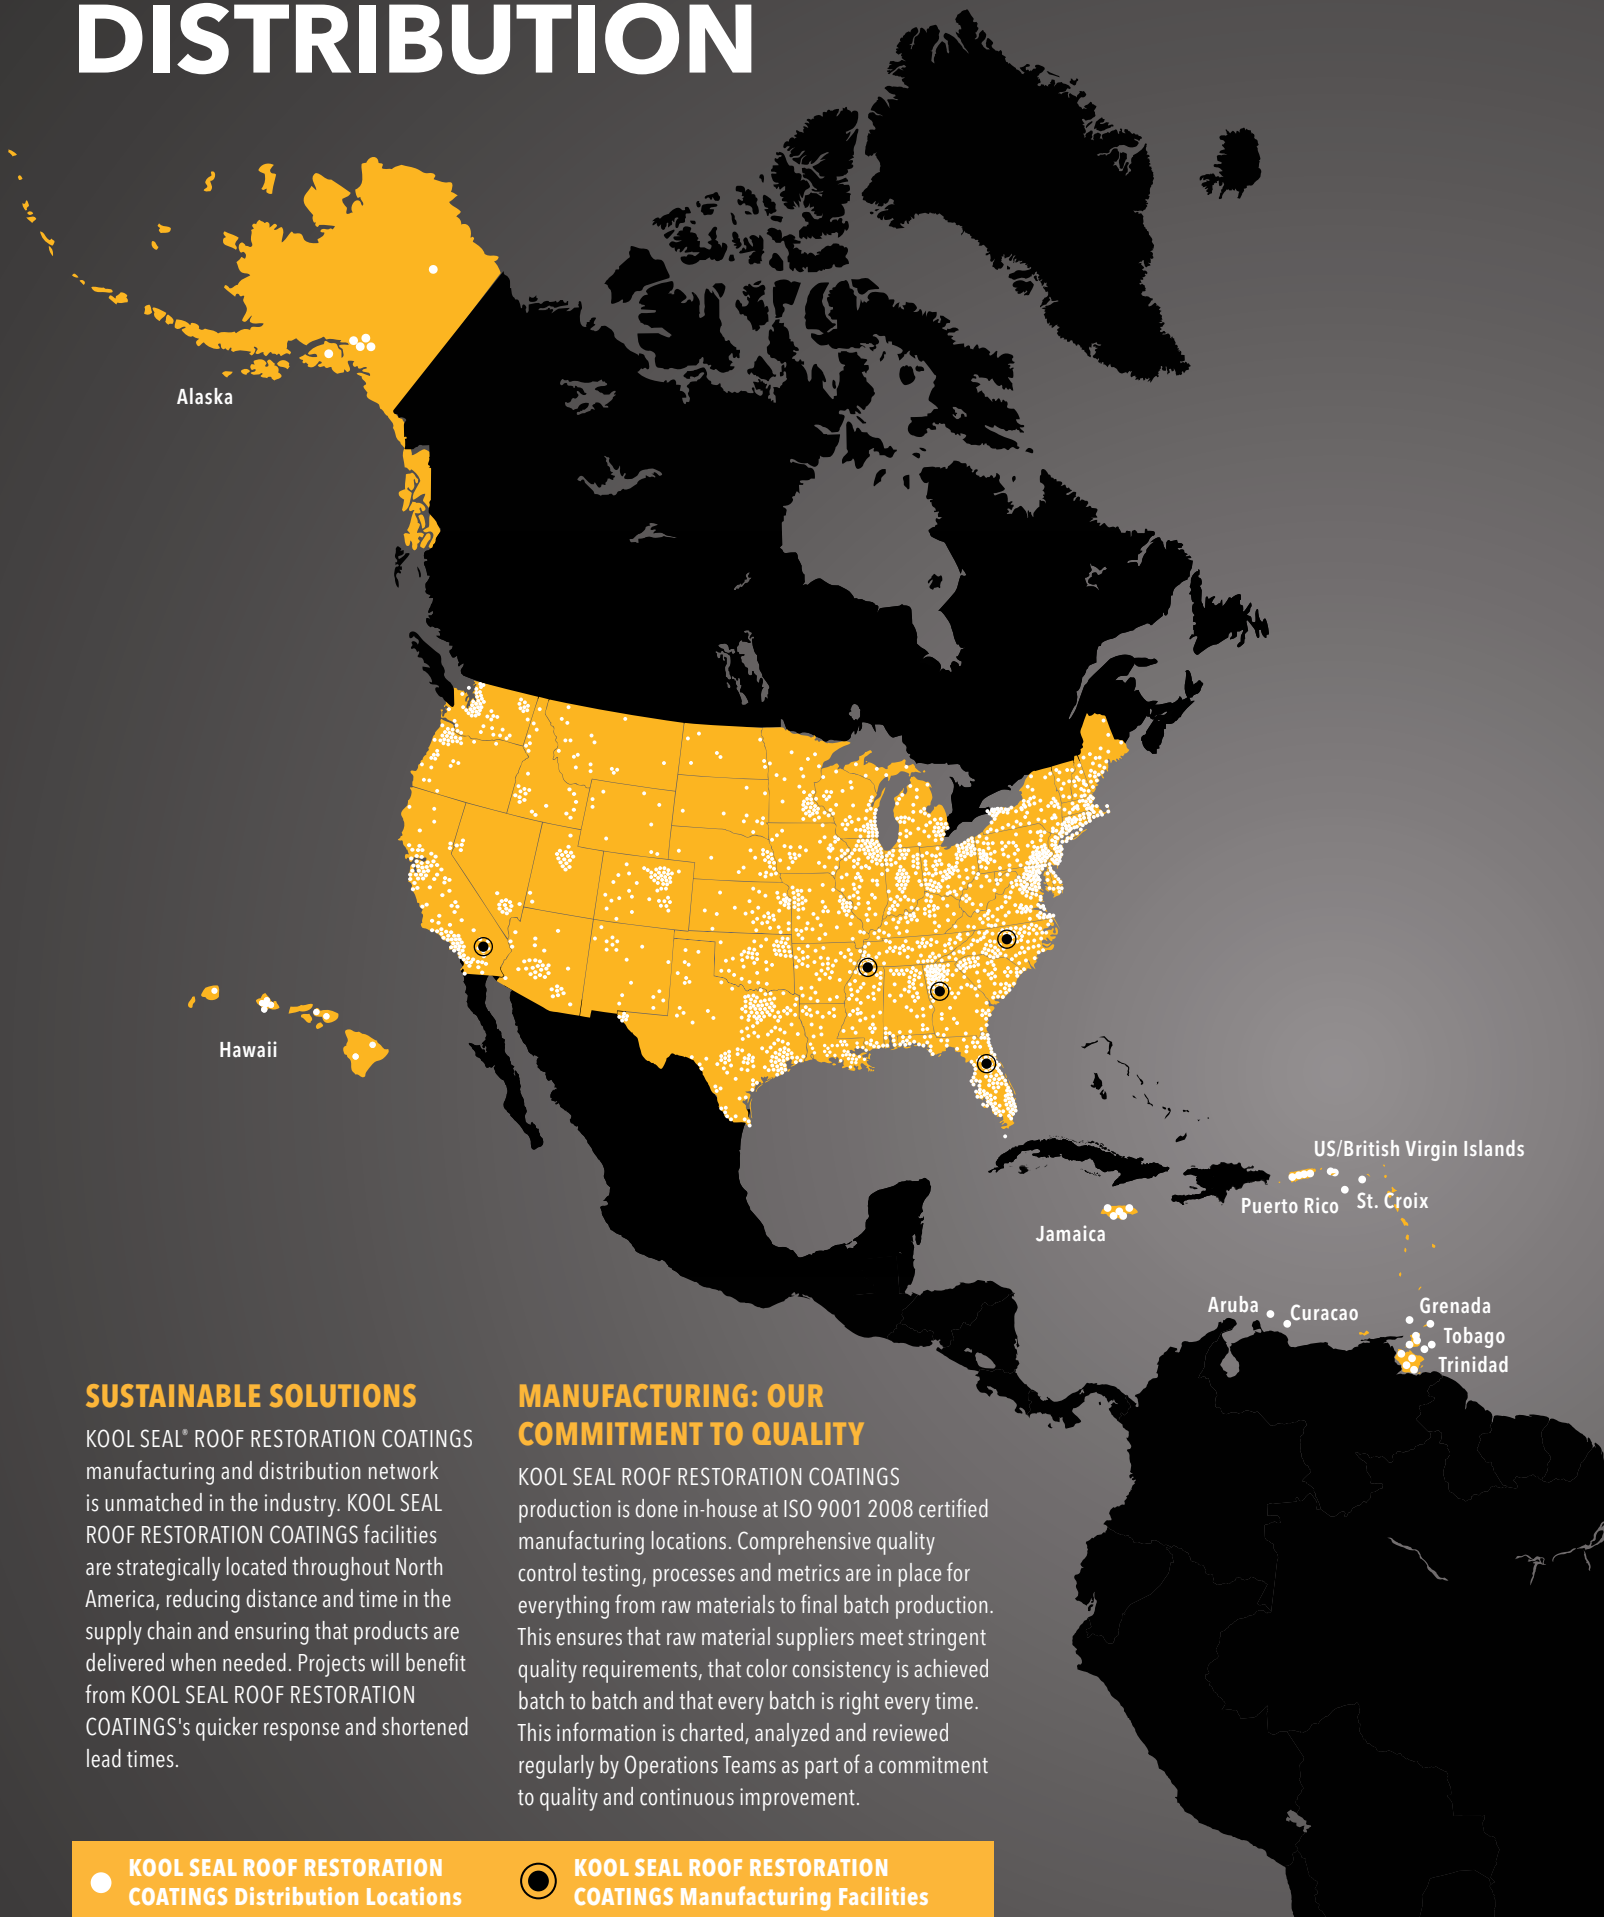 DISTRIBUTION
Alaska
Hawaii
US/British Virgin Islands
Puerto Rico
St. Croix
Jamaica
Aruba
Curacao
Grenada
Tobago
Trinidad
SUSTAINABLE SOLUTIONS
KOOL SEAL® ROOF RESTORATION COATINGS
manufacturing and distribution network
is unmatched in the industry. KOOL SEAL
ROOF RESTORATION COATINGS facilities
are strategically located throughout North
America, reducing distance and time in the
supply chain and ensuring that products are
delivered when needed. Projects will benefit
from KOOL SEAL ROOF RESTORATION
COATINGS's quicker response and shortened
lead times.
MANUFACTURING: OUR
COMMITMENT TO QUALITY
KOOL SEAL ROOF RESTORATION COATINGS
production is done in-house at ISO 9001 2008 certified
manufacturing locations. Comprehensive quality
control testing, processes and metrics are in place for
everything from raw materials to final batch production.
This ensures that raw material suppliers meet stringent
quality requirements, that color consistency is achieved
batch to batch and that every batch is right every time.
This information is charted, analyzed and reviewed
regularly by Operations Teams as part of a commitment
to quality and continuous improvement.
KOOL SEAL ROOF RESTORATION
COATINGS Distribution Locations
KOOL SEAL ROOF RESTORATION
COATINGS Manufacturing Facilities